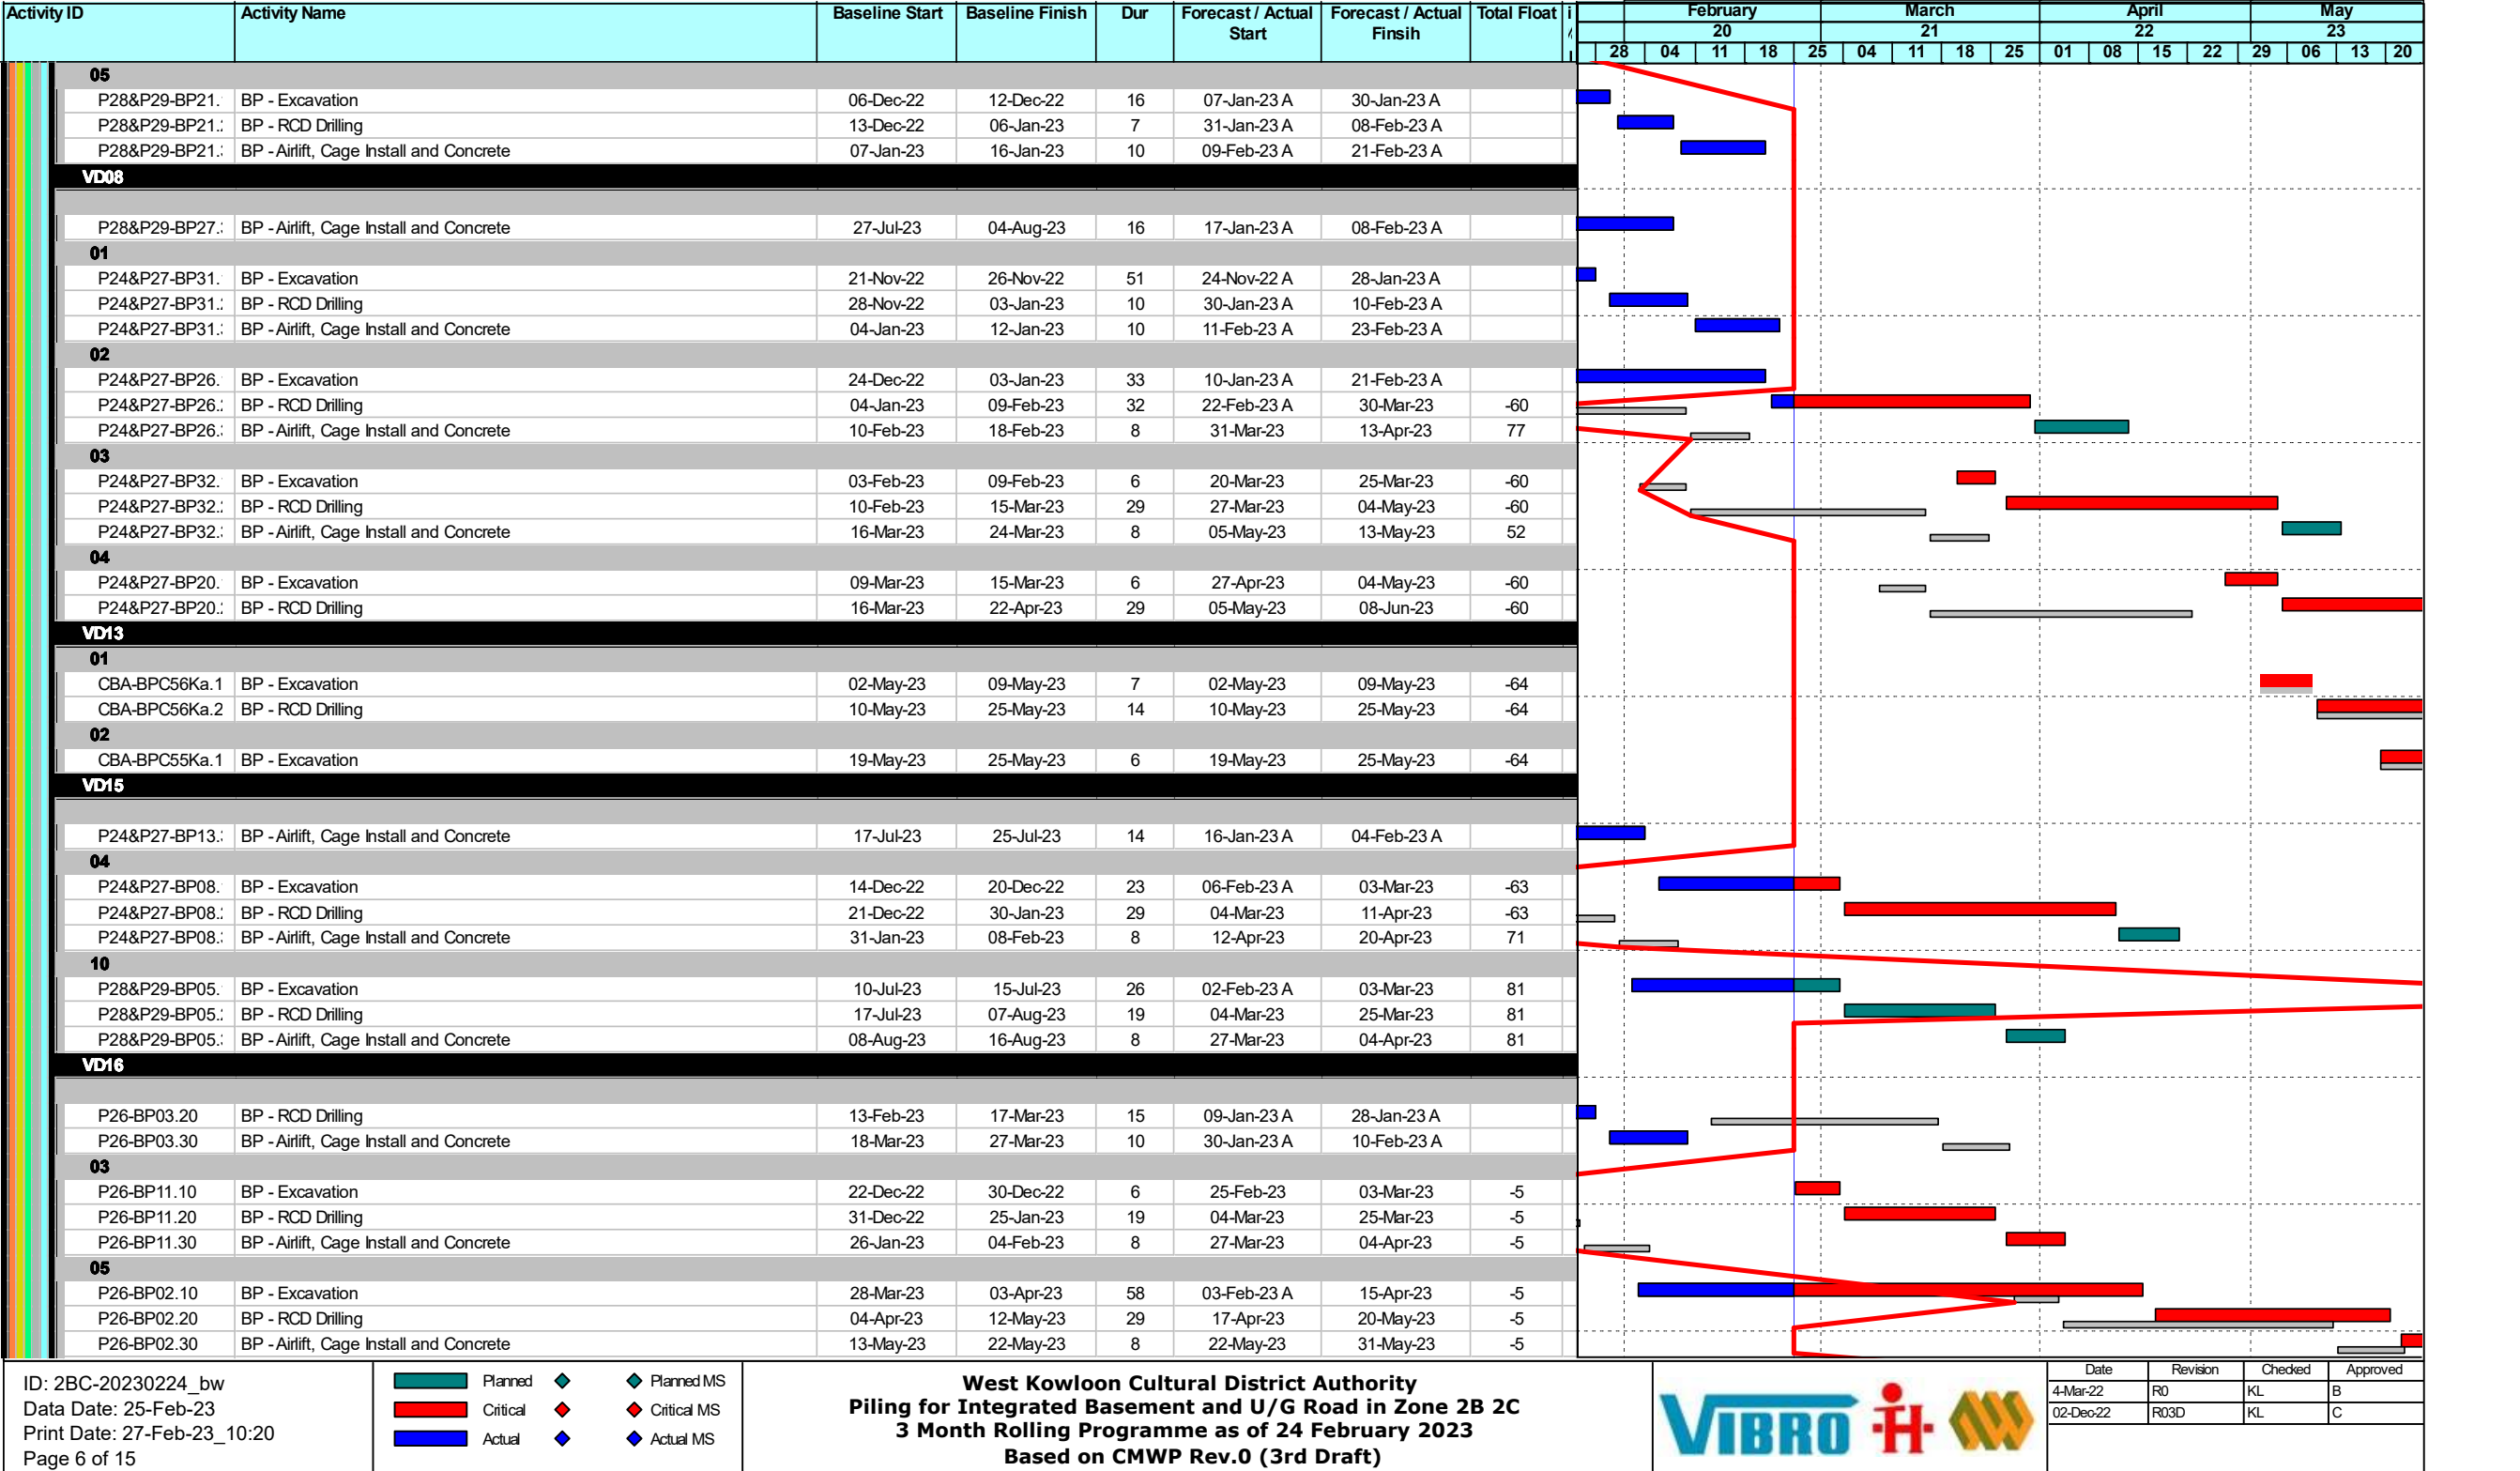 Activity ID Activity Name Baseline Start Baseline Finish Dur Forecast / Actual Start Forecast / Actual Finsih Total Float
February March April May
20 21 22 23
28 04 11 18 25 04 11 18 25 01 08 15 22 29 06 13 20
05
P28&P29-BP21. BP - Excavation 06-Dec-22 12-Dec-22 16 07-Jan-23 A 30-Jan-23 A
P28&P29-BP21.: BP - RCD Drilling 13-Dec-22 06-Jan-23 7 31-Jan-23 A 08-Feb-23 A
P28&P29-BP21.: BP - Airlift, Cage Install and Concrete 07-Jan-23 16-Jan-23 10 09-Feb-23 A 21-Feb-23 A
VD08
P28&P29-BP27.: BP - Airlift, Cage Install and Concrete 27-Jul-23 04-Aug-23 16 17-Jan-23 A 08-Feb-23 A
01
P24&P27-BP31. BP - Excavation 21-Nov-22 26-Nov-22 51 24-Nov-22 A 28-Jan-23 A
P24&P27-BP31.: BP - RCD Drilling 28-Nov-22 03-Jan-23 10 30-Jan-23 A 10-Feb-23 A
P24&P27-BP31.: BP - Airlift, Cage Install and Concrete 04-Jan-23 12-Jan-23 10 11-Feb-23 A 23-Feb-23 A
02
P24&P27-BP26. BP - Excavation 24-Dec-22 03-Jan-23 33 10-Jan-23 A 21-Feb-23 A
P24&P27-BP26.: BP - RCD Drilling 04-Jan-23 09-Feb-23 32 22-Feb-23 A 30-Mar-23 -60
P24&P27-BP26.: BP - Airlift, Cage Install and Concrete 10-Feb-23 18-Feb-23 8 31-Mar-23 13-Apr-23 77
03
P24&P27-BP32. BP - Excavation 03-Feb-23 09-Feb-23 6 20-Mar-23 25-Mar-23 -60
P24&P27-BP32.: BP - RCD Drilling 10-Feb-23 15-Mar-23 29 27-Mar-23 04-May-23 -60
P24&P27-BP32.: BP - Airlift, Cage Install and Concrete 16-Mar-23 24-Mar-23 8 05-May-23 13-May-23 52
04
P24&P27-BP20. BP - Excavation 09-Mar-23 15-Mar-23 6 27-Apr-23 04-May-23 -60
P24&P27-BP20.: BP - RCD Drilling 16-Mar-23 22-Apr-23 29 05-May-23 08-Jun-23 -60
VD13
01
CBA-BPC56Ka.1 BP - Excavation 02-May-23 09-May-23 7 02-May-23 09-May-23 -64
CBA-BPC56Ka.2 BP - RCD Drilling 10-May-23 25-May-23 14 10-May-23 25-May-23 -64
02
CBA-BPC55Ka.1 BP - Excavation 19-May-23 25-May-23 6 19-May-23 25-May-23 -64
VD15
P24&P27-BP13.: BP - Airlift, Cage Install and Concrete 17-Jul-23 25-Jul-23 14 16-Jan-23 A 04-Feb-23 A
04
P24&P27-BP08. BP - Excavation 14-Dec-22 20-Dec-22 23 06-Feb-23 A 03-Mar-23 -63
P24&P27-BP08.: BP - RCD Drilling 21-Dec-22 30-Jan-23 29 04-Mar-23 11-Apr-23 -63
P24&P27-BP08.: BP - Airlift, Cage Install and Concrete 31-Jan-23 08-Feb-23 8 12-Apr-23 20-Apr-23 71
10
P28&P29-BP05. BP - Excavation 10-Jul-23 15-Jul-23 26 02-Feb-23 A 03-Mar-23 81
P28&P29-BP05.: BP - RCD Drilling 17-Jul-23 07-Aug-23 19 04-Mar-23 25-Mar-23 81
P28&P29-BP05.: BP - Airlift, Cage Install and Concrete 08-Aug-23 16-Aug-23 8 27-Mar-23 04-Apr-23 81
VD16
P26-BP03.20 BP - RCD Drilling 13-Feb-23 17-Mar-23 15 09-Jan-23 A 28-Jan-23 A
P26-BP03.30 BP - Airlift, Cage Install and Concrete 18-Mar-23 27-Mar-23 10 30-Jan-23 A 10-Feb-23 A
03
P26-BP11.10 BP - Excavation 22-Dec-22 30-Dec-22 6 25-Feb-23 03-Mar-23 -5
P26-BP11.20 BP - RCD Drilling 31-Dec-22 25-Jan-23 19 04-Mar-23 25-Mar-23 -5
P26-BP11.30 BP - Airlift, Cage Install and Concrete 26-Jan-23 04-Feb-23 8 27-Mar-23 04-Apr-23 -5
05
P26-BP02.10 BP - Excavation 28-Mar-23 03-Apr-23 58 03-Feb-23 A 15-Apr-23 -5
P26-BP02.20 BP - RCD Drilling 04-Apr-23 12-May-23 29 17-Apr-23 20-May-23 -5
P26-BP02.30 BP - Airlift, Cage Install and Concrete 13-May-23 22-May-23 8 22-May-23 31-May-23 -5
ID: 2BC-20230224_bw
Data Date: 25-Feb-23
Print Date: 27-Feb-23_10:20
Page 6 of 15
Planned Planned MS
Critical Critical MS
Actual Actual MS
West Kowloon Cultural District Authority
Piling for Integrated Basement and U/G Road in Zone 2B 2C
3 Month Rolling Programme as of 24 February 2023
Based on CMWP Rev.0 (3rd Draft)
VIBRO
Date Revision Checked Approved
4-Mar-22 R0 KL B
02-Dec-22 R03D KL C